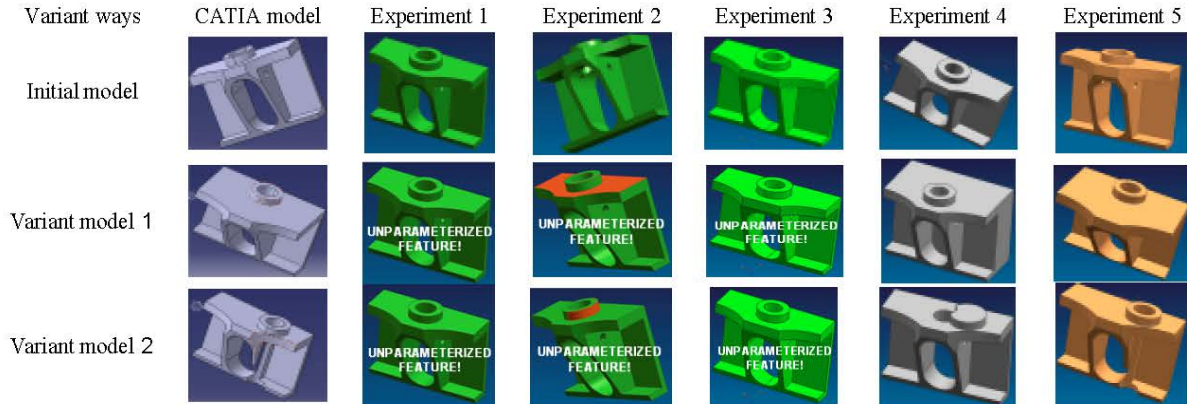 Variant ways CATIA model Experiment 1 Experiment 2 Experiment 3 Experiment 4 Experiment 5
Initial model
Variant model 1
UNPARAMETERIZED FEATURE!
UNPARAMETERIZED FEATURE!
UNPARAMETERIZED FEATURE!
Variant model 2
UNPARAMETERIZED FEATURE!
UNPARAMETERIZED FEATURE!
UNPARAMETERIZED FEATURE!